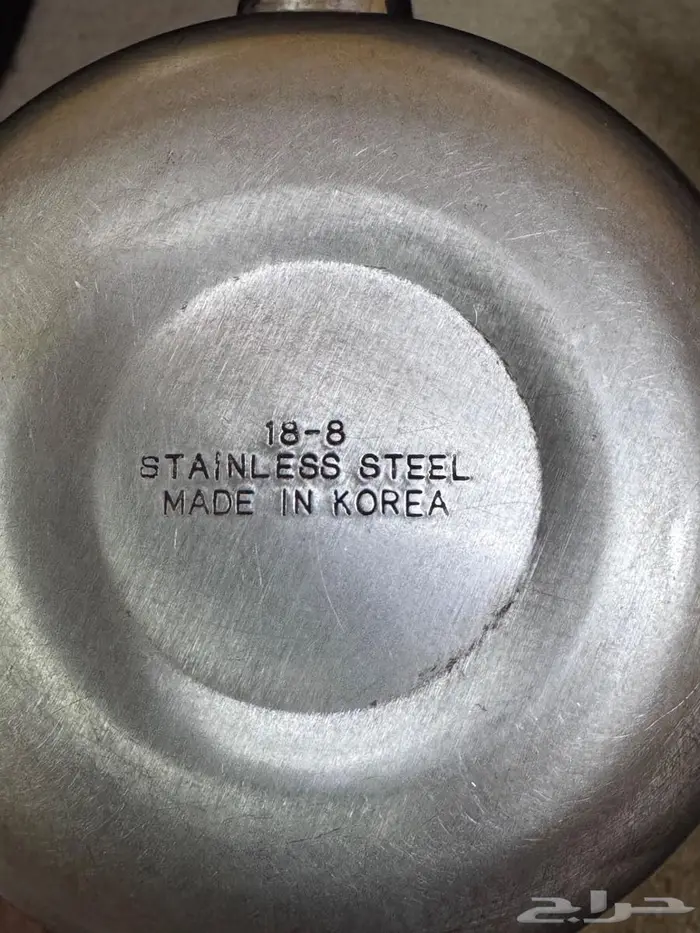 18-8
STAiNLESS STEEL
MADE IN KOREA
حراج